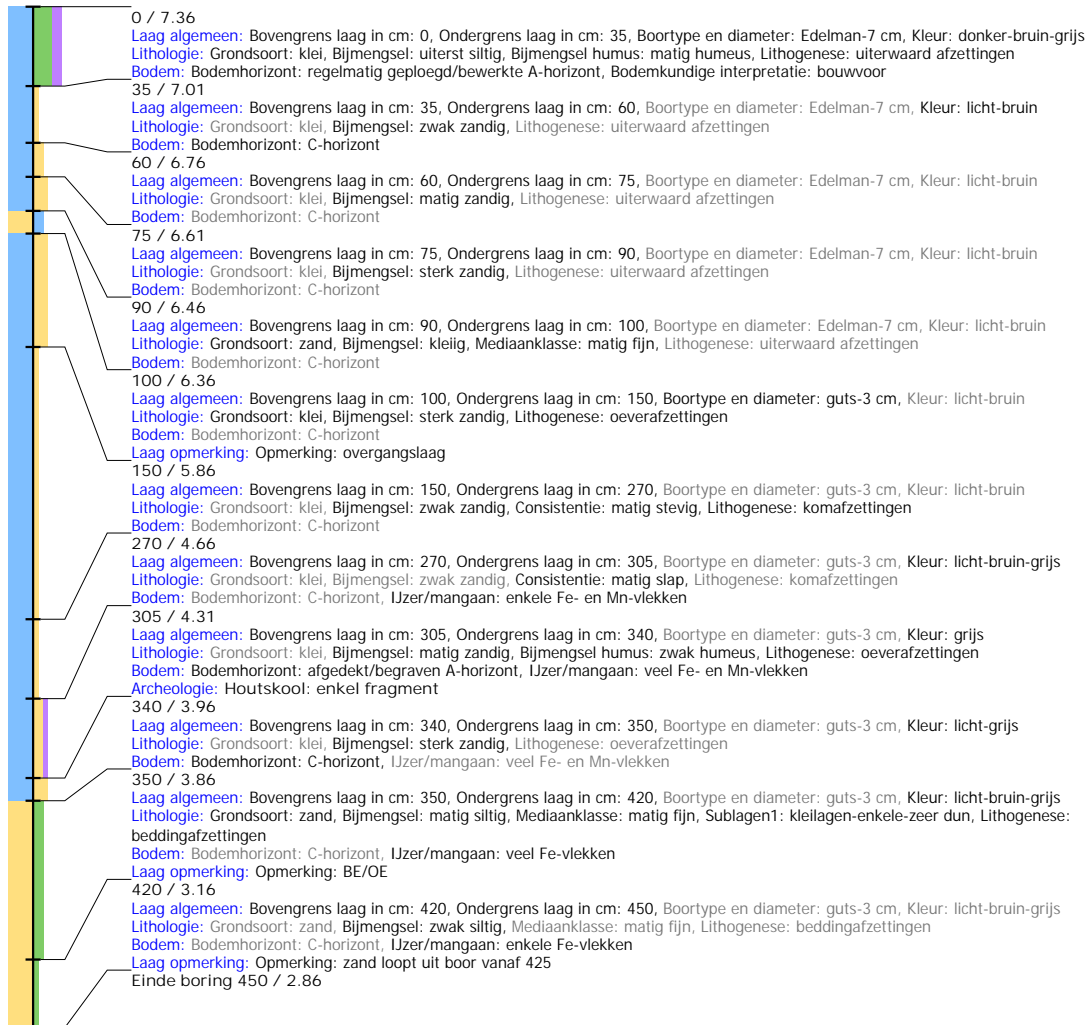 0 / 7.36
Laag algemeen: Bovengrens laag in cm: 0, Ondergrens laag in cm: 35, Boortype en diameter: Edelman-7 cm, Kleur: donker-bruin-grijs
Lithologie: Grondsoort: klei, Bijmengsel: uiterst siltig, Bijmengsel humus: matig humeus, Lithogenese: uiterwaard afzettingen
Bodem: Bodemhorizont: regelmatig geploegd/bewerkte A-horizont, Bodemkundige interpretatie: bouwvoor
35 / 7.01
Laag algemeen: Bovengrens laag in cm: 35, Ondergrens laag in cm: 60, Boortype en diameter: Edelman-7 cm, Kleur: licht-bruin
Lithologie: Grondsoort: klei, Bijmengsel: zwak zandig, Lithogenese: uiterwaard afzettingen
Bodem: Bodemhorizont: C-horizont
60 / 6.76
Laag algemeen: Bovengrens laag in cm: 60, Ondergrens laag in cm: 75, Boortype en diameter: Edelman-7 cm, Kleur: licht-bruin
Lithologie: Grondsoort: klei, Bijmengsel: matig zandig, Lithogenese: uiterwaard afzettingen
Bodem: Bodemhorizont: C-horizont
75 / 6.61
Laag algemeen: Bovengrens laag in cm: 75, Ondergrens laag in cm: 90, Boortype en diameter: Edelman-7 cm, Kleur: licht-bruin
Lithologie: Grondsoort: klei, Bijmengsel: sterk zandig, Lithogenese: uiterwaard afzettingen
Bodem: Bodemhorizont: C-horizont
90 / 6.46
Laag algemeen: Bovengrens laag in cm: 90, Ondergrens laag in cm: 100, Boortype en diameter: Edelman-7 cm, Kleur: licht-bruin
Lithologie: Grondsoort: zand, Bijmengsel: kleiig, Mediaanklasse: matig fijn, Lithogenese: uiterwaard afzettingen
Bodem: Bodemhorizont: C-horizont
100 / 6.36
Laag algemeen: Bovengrens laag in cm: 100, Ondergrens laag in cm: 150, Boortype en diameter: guts-3 cm, Kleur: licht-bruin
Lithologie: Grondsoort: klei, Bijmengsel: sterk zandig, Lithogenese: oeverafzettingen
Bodem: Bodemhorizont: C-horizont
Laag opmerking: Opmerking: overgangslaag
150 / 5.86
Laag algemeen: Bovengrens laag in cm: 150, Ondergrens laag in cm: 270, Boortype en diameter: guts-3 cm, Kleur: licht-bruin
Lithologie: Grondsoort: klei, Bijmengsel: zwak zandig, Consistentie: matig stevig, Lithogenese: komafzettingen
Bodem: Bodemhorizont: C-horizont
270 / 4.66
Laag algemeen: Bovengrens laag in cm: 270, Ondergrens laag in cm: 305, Boortype en diameter: guts-3 cm, Kleur: licht-bruin-grijs
Lithologie: Grondsoort: klei, Bijmengsel: zwak zandig, Consistentie: matig slap, Lithogenese: komafzettingen
Bodem: Bodemhorizont: C-horizont, IJzer/mangaan: enkele Fe- en Mn-vlekken
305 / 4.31
Laag algemeen: Bovengrens laag in cm: 305, Ondergrens laag in cm: 340, Boortype en diameter: guts-3 cm, Kleur: grijs
Lithologie: Grondsoort: klei, Bijmengsel: matig zandig, Bijmengsel humus: zwak humeus, Lithogenese: oeverafzettingen
Bodem: Bodemhorizont: afgedekt/begraven A-horizont, IJzer/mangaan: veel Fe- en Mn-vlekken
Archeologie: Houtskool: enkel fragment
340 / 3.96
Laag algemeen: Bovengrens laag in cm: 340, Ondergrens laag in cm: 350, Boortype en diameter: guts-3 cm, Kleur: licht-grijs
Lithologie: Grondsoort: klei, Bijmengsel: sterk zandig, Lithogenese: oeverafzettingen
Bodem: Bodemhorizont: C-horizont, IJzer/mangaan: veel Fe- en Mn-vlekken
350 / 3.86
Laag algemeen: Bovengrens laag in cm: 350, Ondergrens laag in cm: 420, Boortype en diameter: guts-3 cm, Kleur: licht-bruin-grijs
Lithologie: Grondsoort: zand, Bijmengsel: matig siltig, Mediaanklasse: matig fijn, Sublagen1: kleilagen-enkele-zeer dun, Lithogenese:
beddingafzettingen
Bodem: Bodemhorizont: C-horizont, IJzer/mangaan: veel Fe-vlekken
Laag opmerking: Opmerking: BE/OE
420 / 3.16
Laag algemeen: Bovengrens laag in cm: 420, Ondergrens laag in cm: 450, Boortype en diameter: guts-3 cm, Kleur: licht-bruin-grijs
Lithologie: Grondsoort: zand, Bijmengsel: zwak siltig, Mediaanklasse: matig fijn, Lithogenese: beddingafzettingen
Bodem: Bodemhorizont: C-horizont, IJzer/mangaan: enkele Fe-vlekken
Laag opmerking: Opmerking: zand loopt uit boor vanaf 425
Einde boring 450 / 2.86